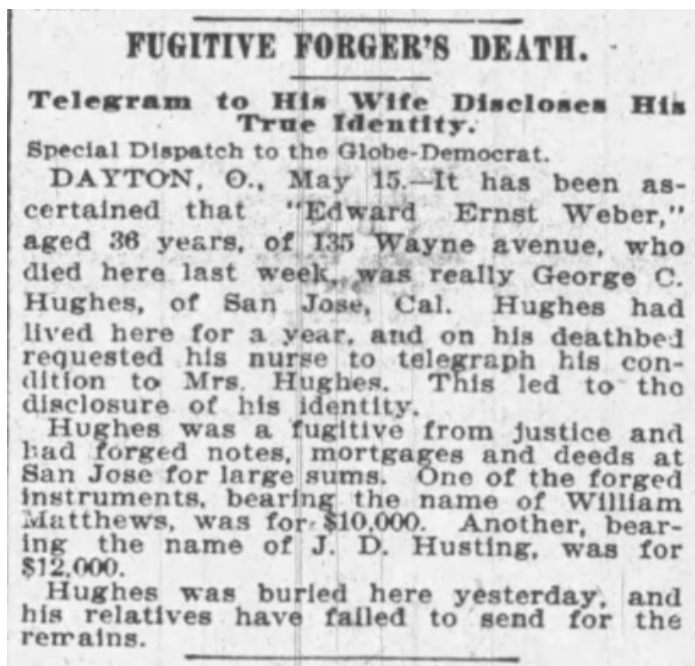 FUGITIVE FORGER'S DEATH.
Telegram to His Wife Discloses His
True Identity.
Special Dispatch to the Globe-Democrat.
DAYTON, O., May 15.—It has been as-
certained that "Edward Ernst Weber,"
aged 36 years, of 135 Wayne avenue, who
died here last week, was really George C.
Hughes, of San Jose, Cal. Hughes had
lived here for a year, and on his deathbed
requested his nurse to telegraph his con-
dition to Mrs. Hughes. This led to the
disclosure of his identity.
Hughes was a fugitive from justice and
had forged notes, mortgages and deeds at
San Jose for large sums. One of the forged
instruments, bearing the name of William
Matthews, was for $10,000. Another, bear-
ing the name of J. D. Husting, was for
$12,000.
Hughes was buried here yesterday, and
his relatives have failed to send for the
remains.